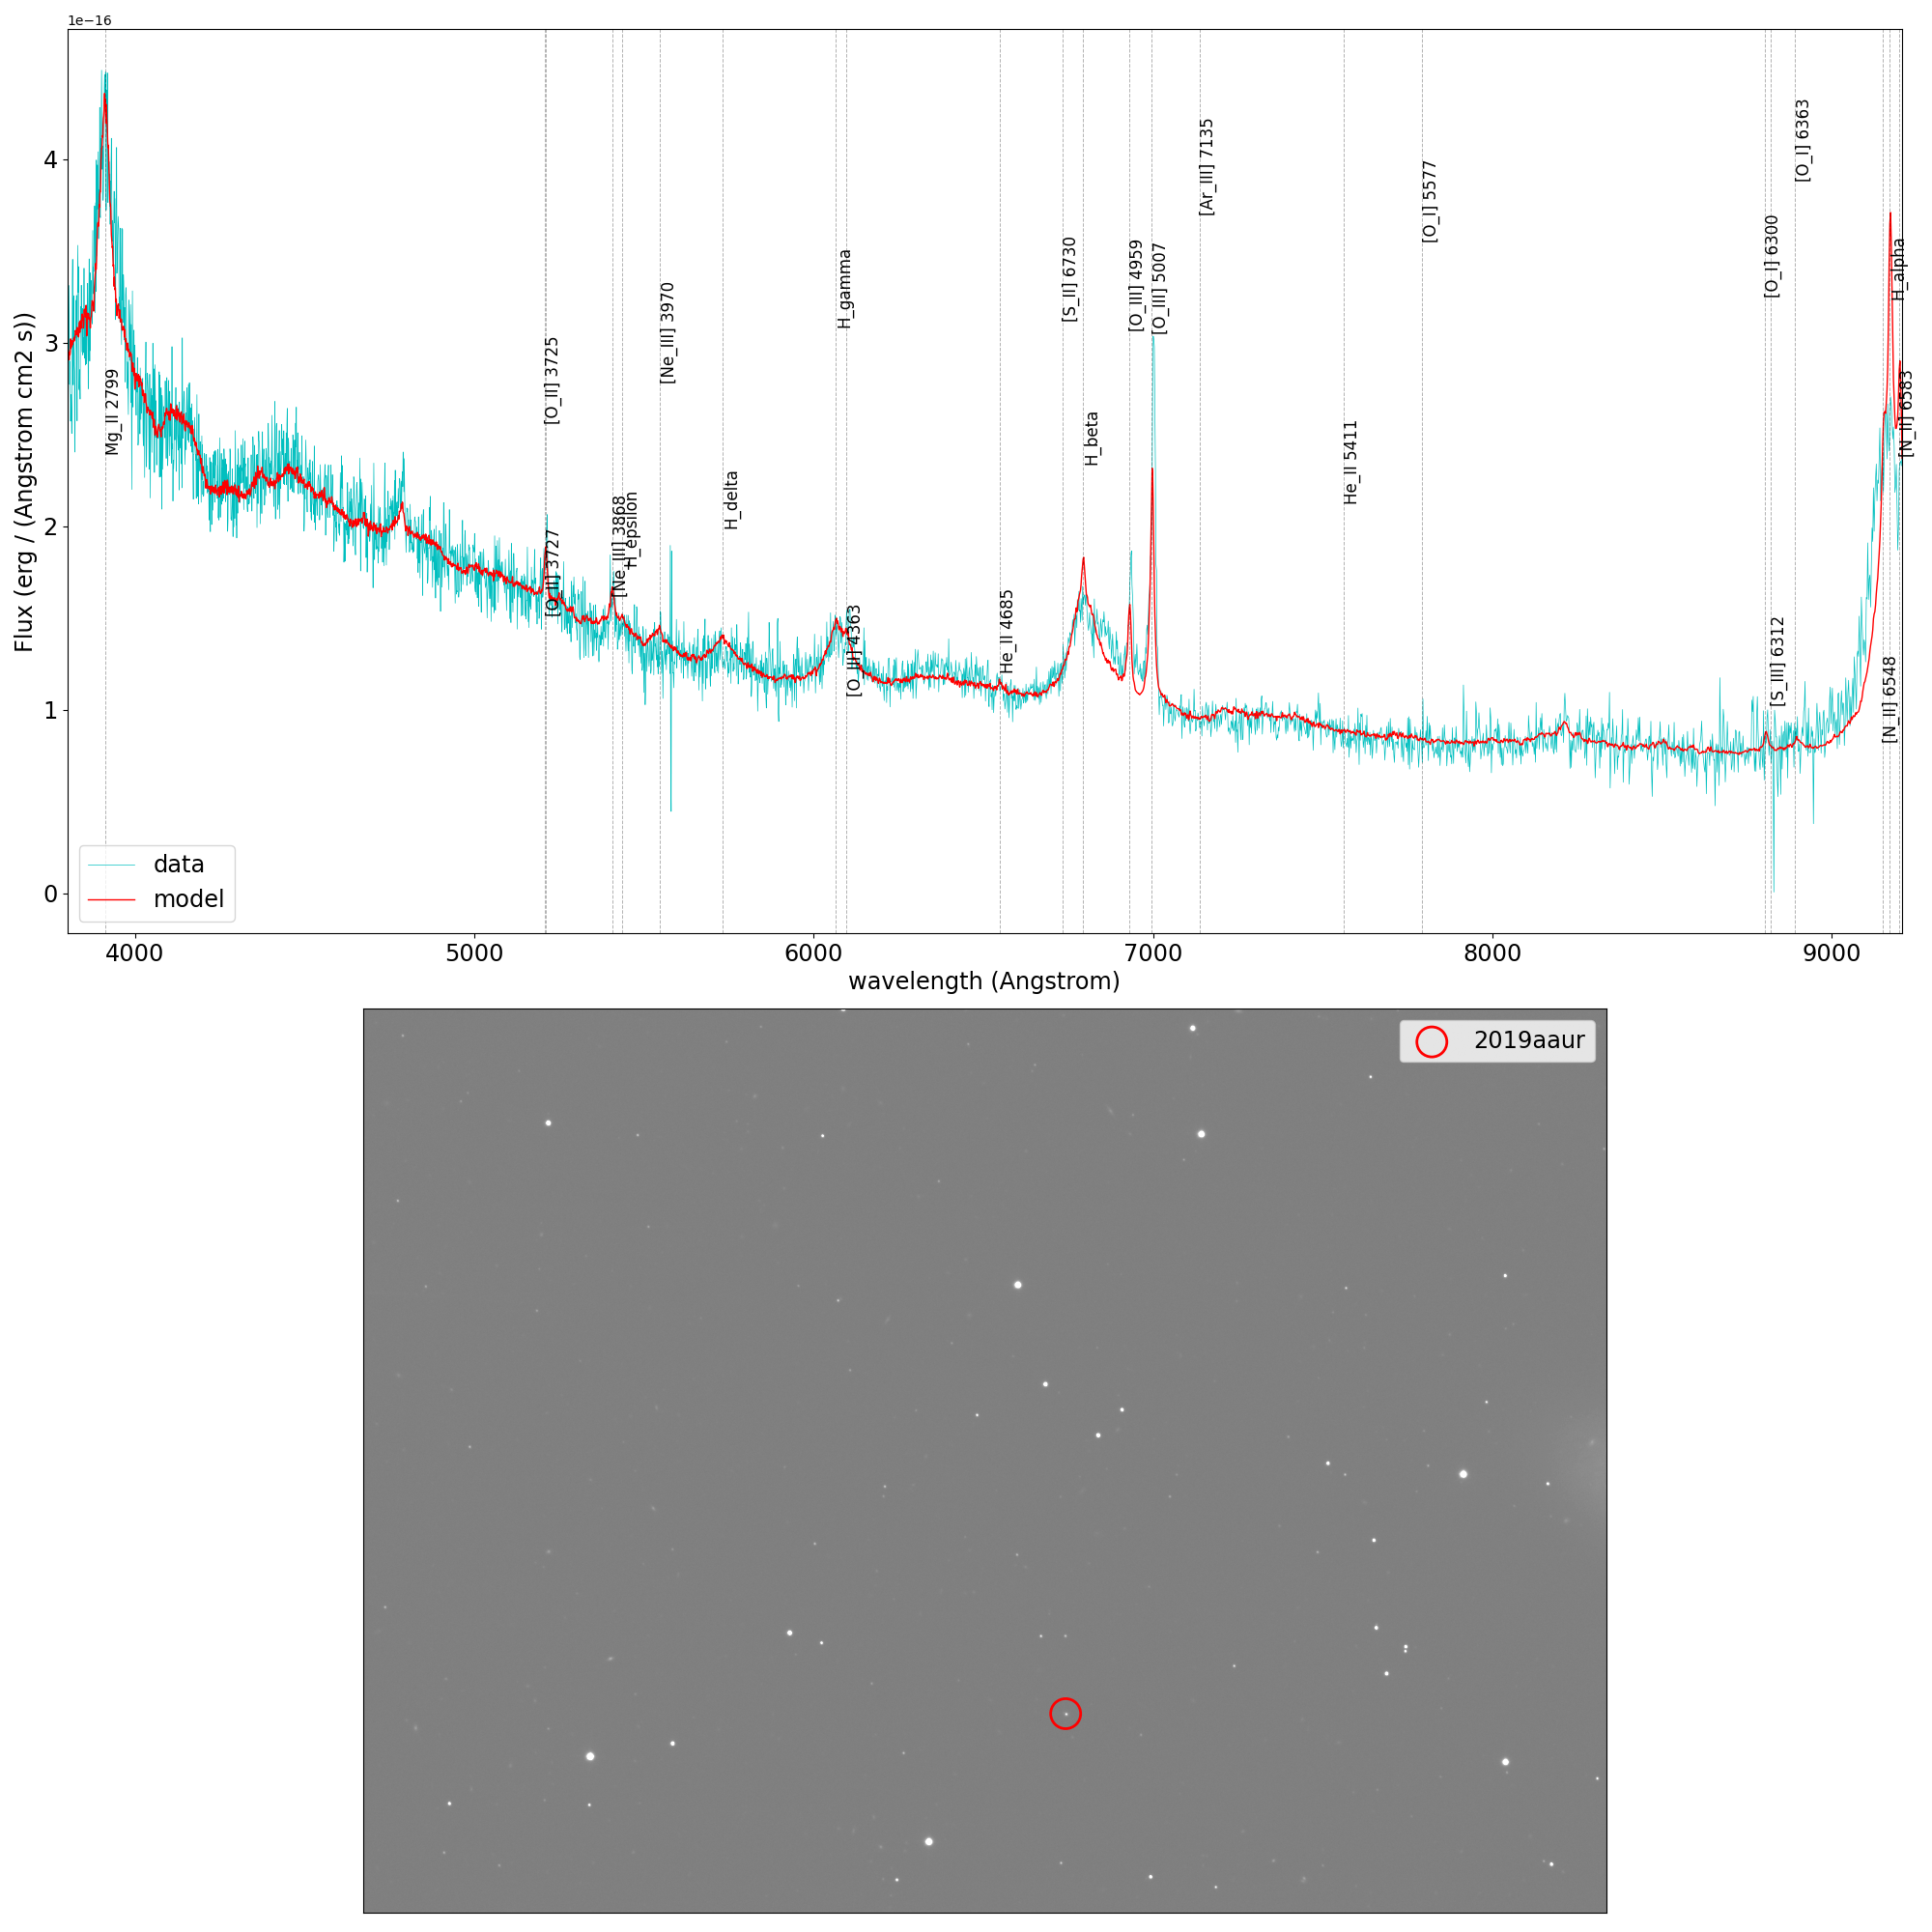 1e−16
Flux (erg / (Angstrom cm2 s))
4
3
2
1
0
Mg_II 2799
[O_II] 3725
[O_II] 3727
[Ne_III] 3868
H_epsilon
[Ne_III] 3970
H_delta
H_gamma
[O_III] 4363
He_II 4685
[S_II] 6730
H_beta
[O_III] 4959
[O_III] 5007
[Ar_III] 7135
He_II 5411
[O_I] 5577
[O_I] 6300
[S_III] 6312
[O_I] 6363
[N_II] 6548
H_alpha
[N_II] 6583
data
model
4000
5000
6000
7000
8000
9000
wavelength (Angstrom)
2019aaur